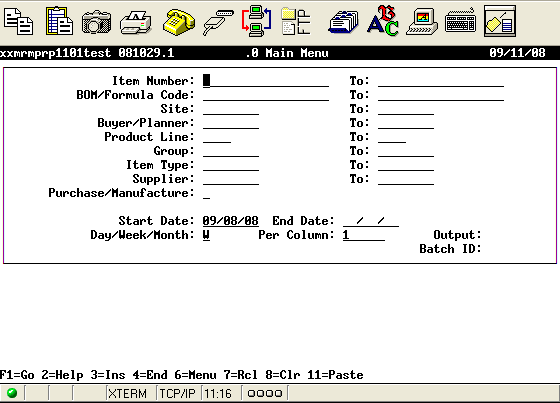 xxmrmprp1101test 081029.1 .0 Main Menu 09/11/08
Item Number: To:
BOM/Formula Code: To:
Site: To:
Buyer/Planner: To:
Product Line: To:
Group: To:
Item Type: To:
Supplier: To:
Purchase/Manufacture:
Start Date: 09/08/08 End Date: / /
Day/Week/Month: W Per Column: 1 Output:
Batch ID:
F1=Go 2=Help 3=Ins 4=End 6=Menu 7=Rcl 8=Clr 11=Paste
XTERM TCP/IP 11:16